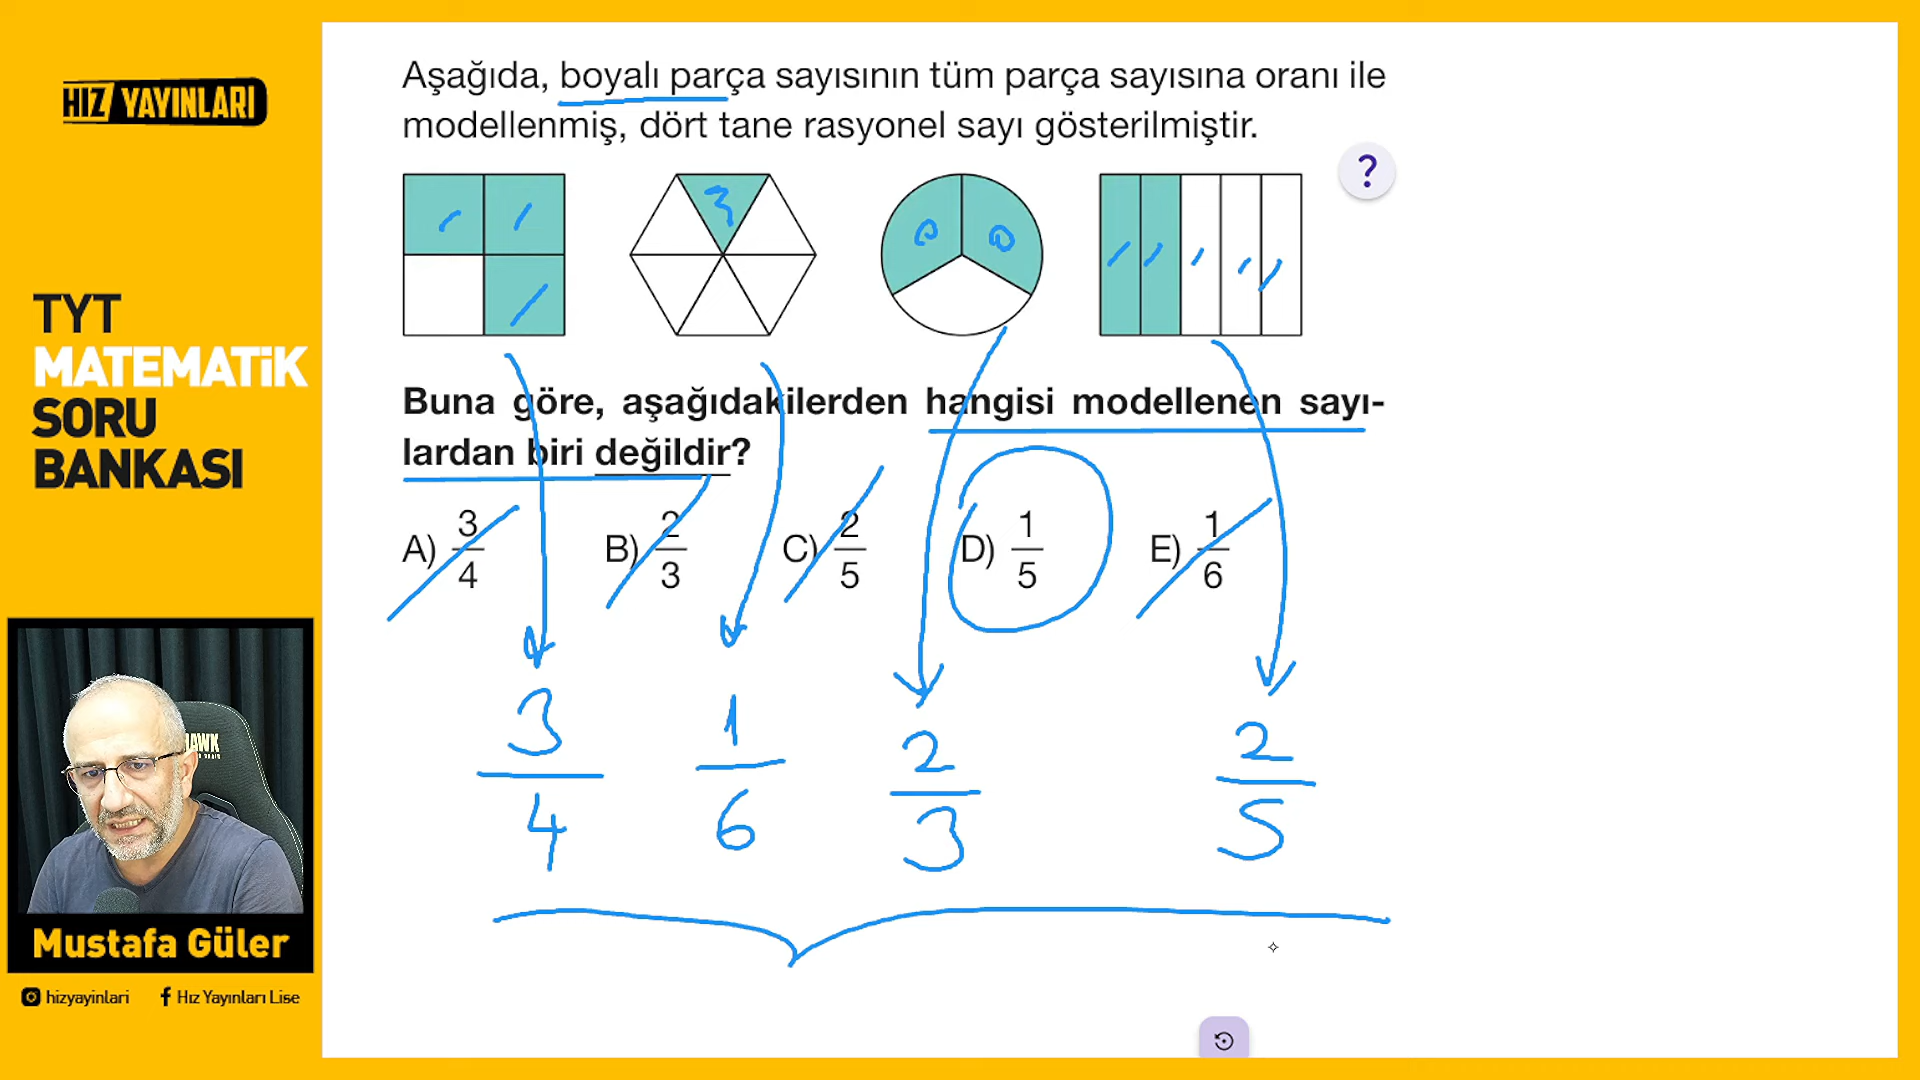 HIZ YAYINLARI
TYT
MATEMATİK
SORU
BANKASI
HAWK
Mustafa Güler
hizyayinlari
Hız Yayınları Lise
Aşağıda, boyalı parça sayısının tüm parça sayısına oranı ile
modellenmiş, dört tane rasyonel sayı gösterilmiştir.
?
3
Buna göre, aşağıdakilerden hangisi modellenen sayı-
lardan biri değildir?
A) 3/4 B) 2/3 C) 2/5 D) 1/5 E) 1/6
3/4 1/6 2/3 2/5